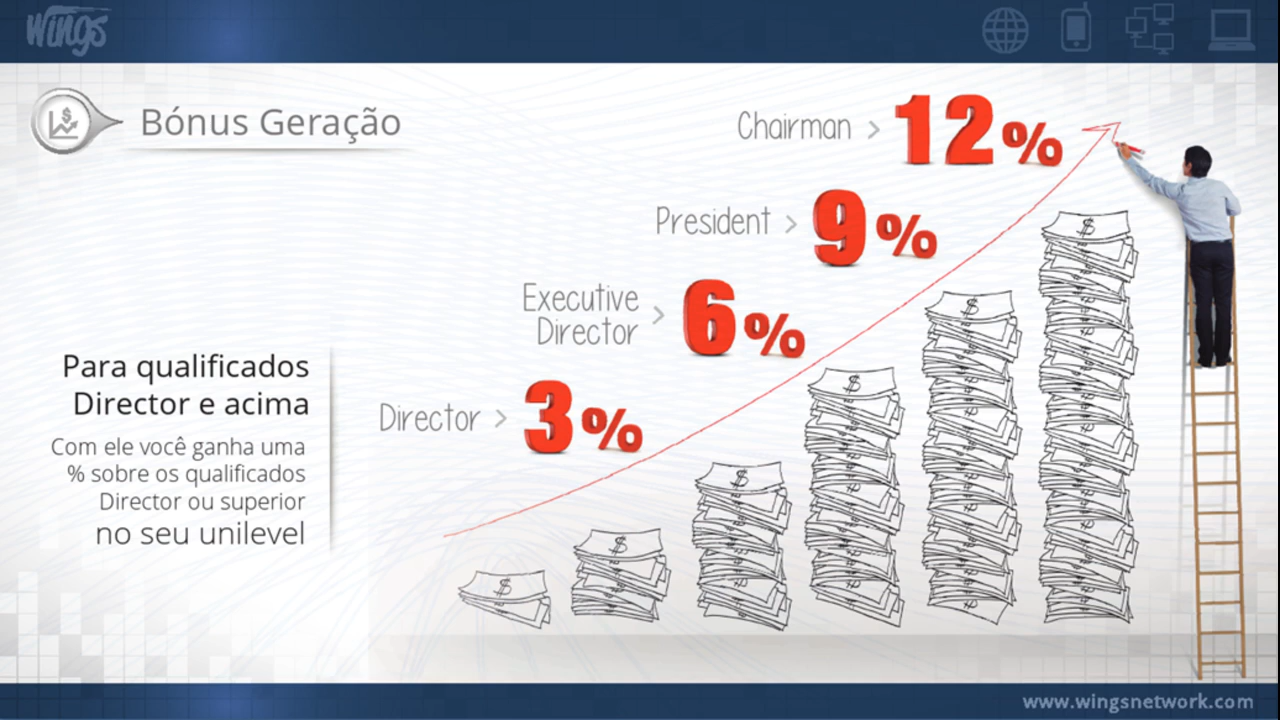 Wings
Bónus Geração
Chairman > 12%
President > 9%
Executive
Director > 6%
Director > 3%
Para qualificados
Director e acima
Com ele você ganha uma
% sobre os qualificados
Director ou superior
no seu unilevel
www.wingsnetwork.com